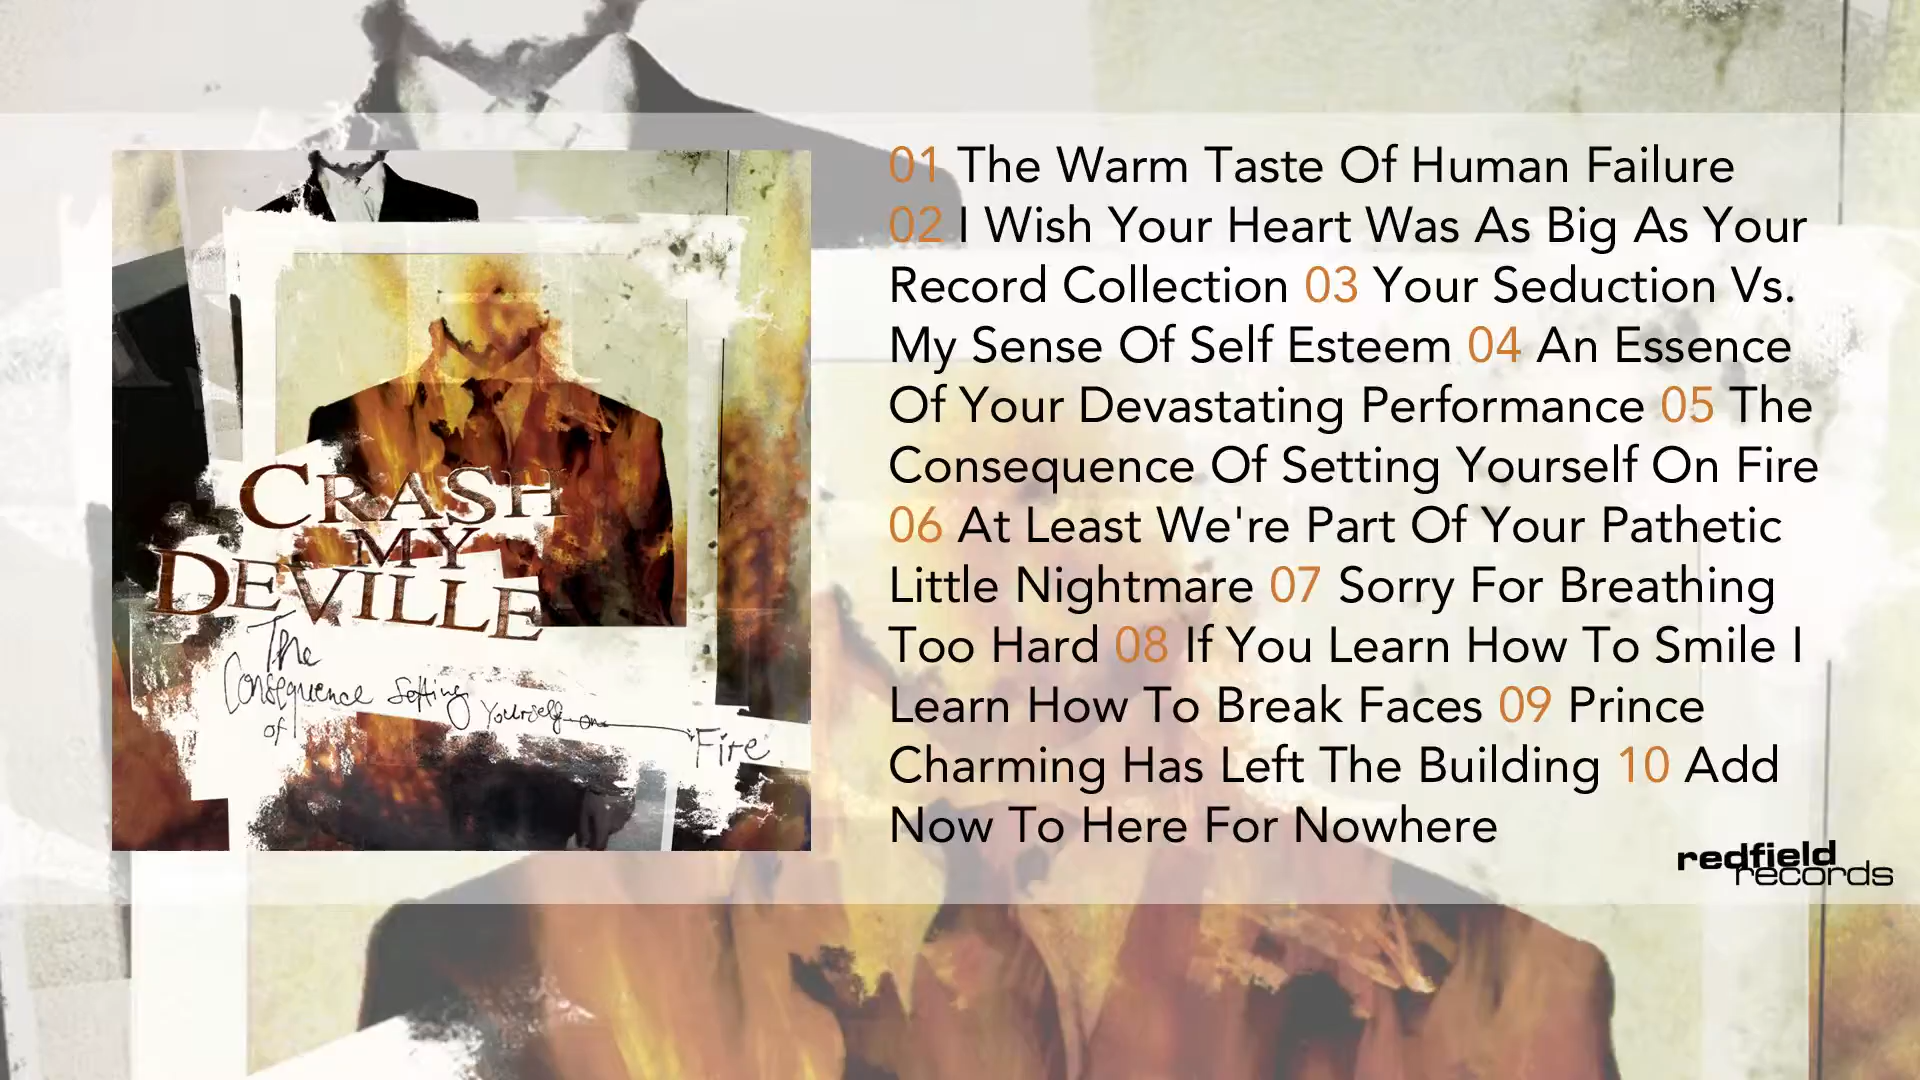 CRASH
MY
DEVILLE
The
Consequence Setting
of
Yourself on
Fire
01 The Warm Taste Of Human Failure
02 I Wish Your Heart Was As Big As Your
Record Collection 03 Your Seduction Vs.
My Sense Of Self Esteem 04 An Essence
Of Your Devastating Performance 05 The
Consequence Of Setting Yourself On Fire
06 At Least We're Part Of Your Pathetic
Little Nightmare 07 Sorry For Breathing
Too Hard 08 If You Learn How To Smile I
Learn How To Break Faces 09 Prince
Charming Has Left The Building 10 Add
Now To Here For Nowhere
redfield
records